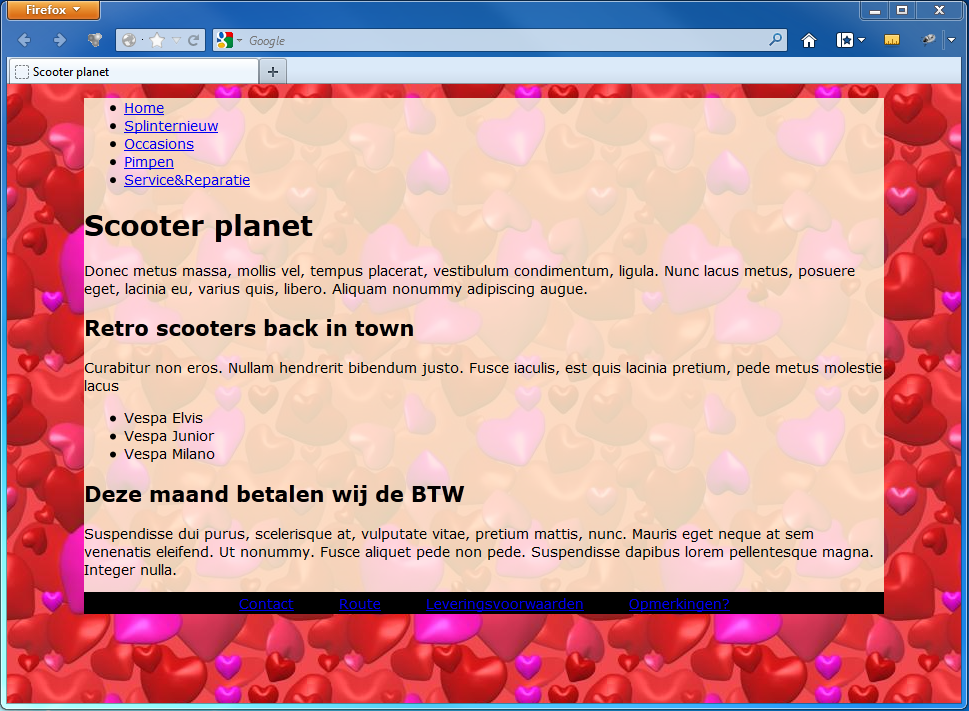 Firefox
Google
Scooter planet
Home
Splinternieuw
Occasions
Pimpen
Service&Reparatie
Scooter planet
Donec metus massa, mollis vel, tempus placerat, vestibulum condimentum, ligula. Nunc lacus metus, posuere
eget, lacinia eu, varius quis, libero. Aliquam nonummy adipiscing augue.
Retro scooters back in town
Curabitur non eros. Nullam hendrerit bibendum justo. Fusce iaculis, est quis lacinia pretium, pede metus molestie
lacus
Vespa Elvis
Vespa Junior
Vespa Milano
Deze maand betalen wij de BTW
Suspendisse dui purus, scelerisque at, vulputate vitae, pretium mattis, nunc. Mauris eget neque at sem
venenatis eleifend. Ut nonummy. Fusce aliquet pede non pede. Suspendisse dapibus lorem pellentesque magna.
Integer nulla.
Contact Route Leveringsvoorwaarden Opmerkingen?